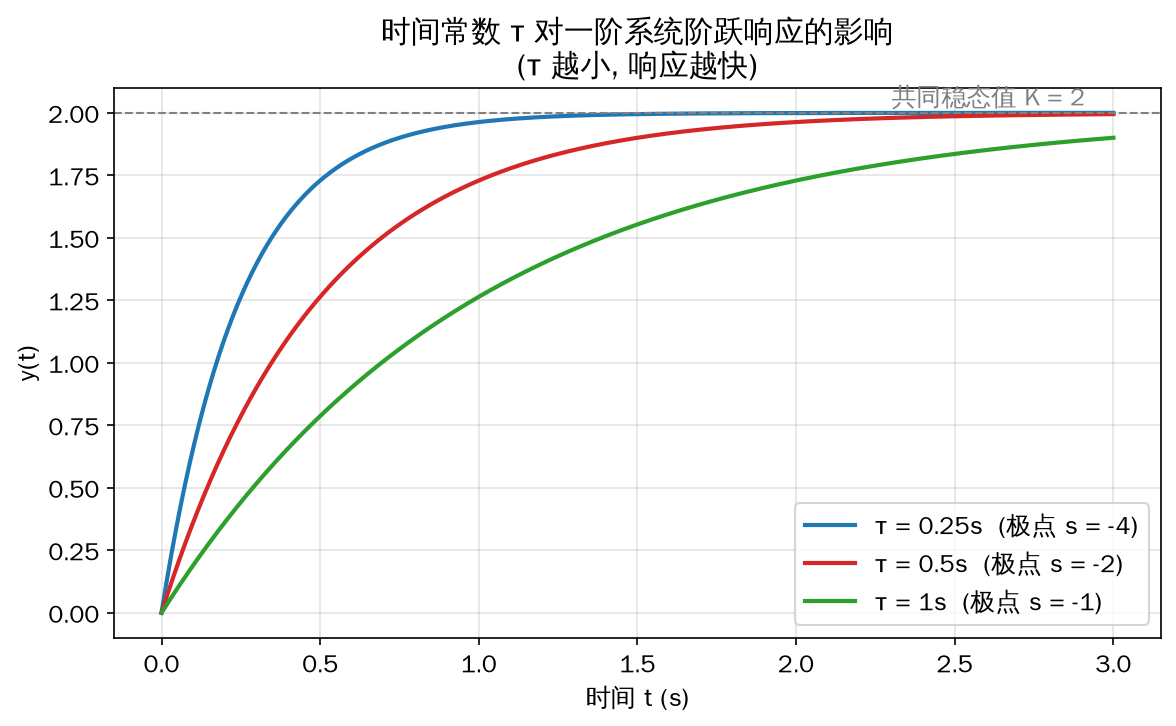 时间常数 τ 对一阶系统阶跃响应的影响
(τ 越小, 响应越快)
共同稳态值 K = 2
y(t)
2.00
1.75
1.50
1.25
1.00
0.75
0.50
0.25
0.00
τ = 0.25s (极点 s = -4)
τ = 0.5s (极点 s = -2)
τ = 1s (极点 s = -1)
0.0 0.5 1.0 1.5 2.0 2.5 3.0
时间 t (s)